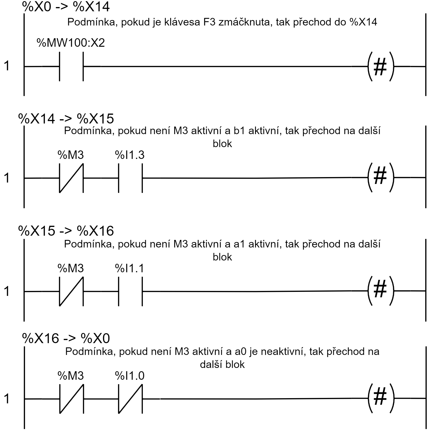 %X0 -> %X14
Podmínka, pokud je klávesa F3 zmáčknuta, tak přechod do %X14
%MW100:X2
1
(#)
%X14 -> %X15
Podmínka, pokud není M3 aktivní a b1 aktivní, tak přechod na další
blok
%M3 %I1.3
1
(#)
%X15 -> %X16
Podmínka, pokud není M3 aktivní a a1 aktivní, tak přechod na další
blok
%M3 %I1.1
1
(#)
%X16 -> %X0
Podmínka, pokud není M3 aktivní a a0 je neaktivní, tak přechod na
další blok
%M3 %I1.0
1
(#)